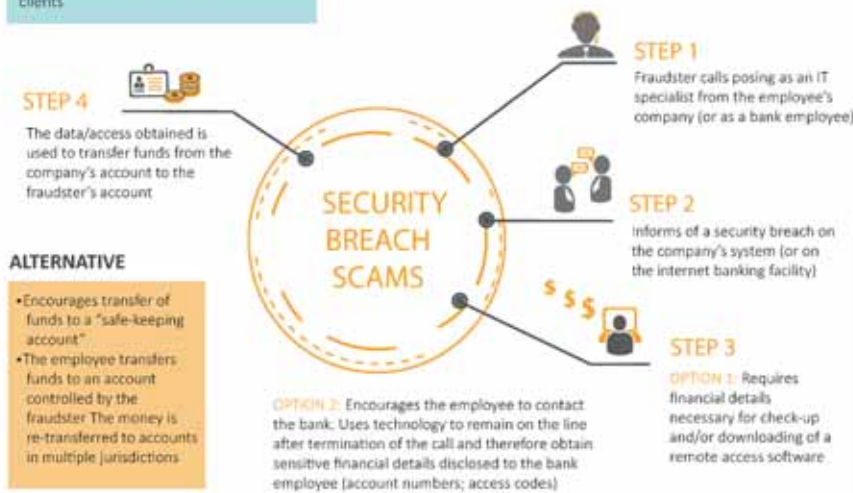 clients
STEP 1
Fraudster calls posing as an IT
specialist from the employee's
company (or as a bank employee)
STEP 4
The data/access obtained is
used to transfer funds from the
company's account to the
fraudster's account
SECURITY
BREACH
SCAMS
STEP 2
Informs of a security breach on
the company's system (or on
the internet banking facility)
ALTERNATIVE
•Encourages transfer of
funds to a "safe-keeping
account"
•The employee transfers
funds to an account
controlled by the
fraudster The money is
re-transferred to accounts
in multiple jurisdictions
$ $ $
STEP 3
OPTION 1: Requires
financial details
necessary for check-up
and/or downloading of a
remote access software
OPTION 2: Encourages the employee to contact
the bank. Uses technology to remain on the line
after termination of the call and therefore obtain
sensitive financial details disclosed to the bank
employee (account numbers; access codes)